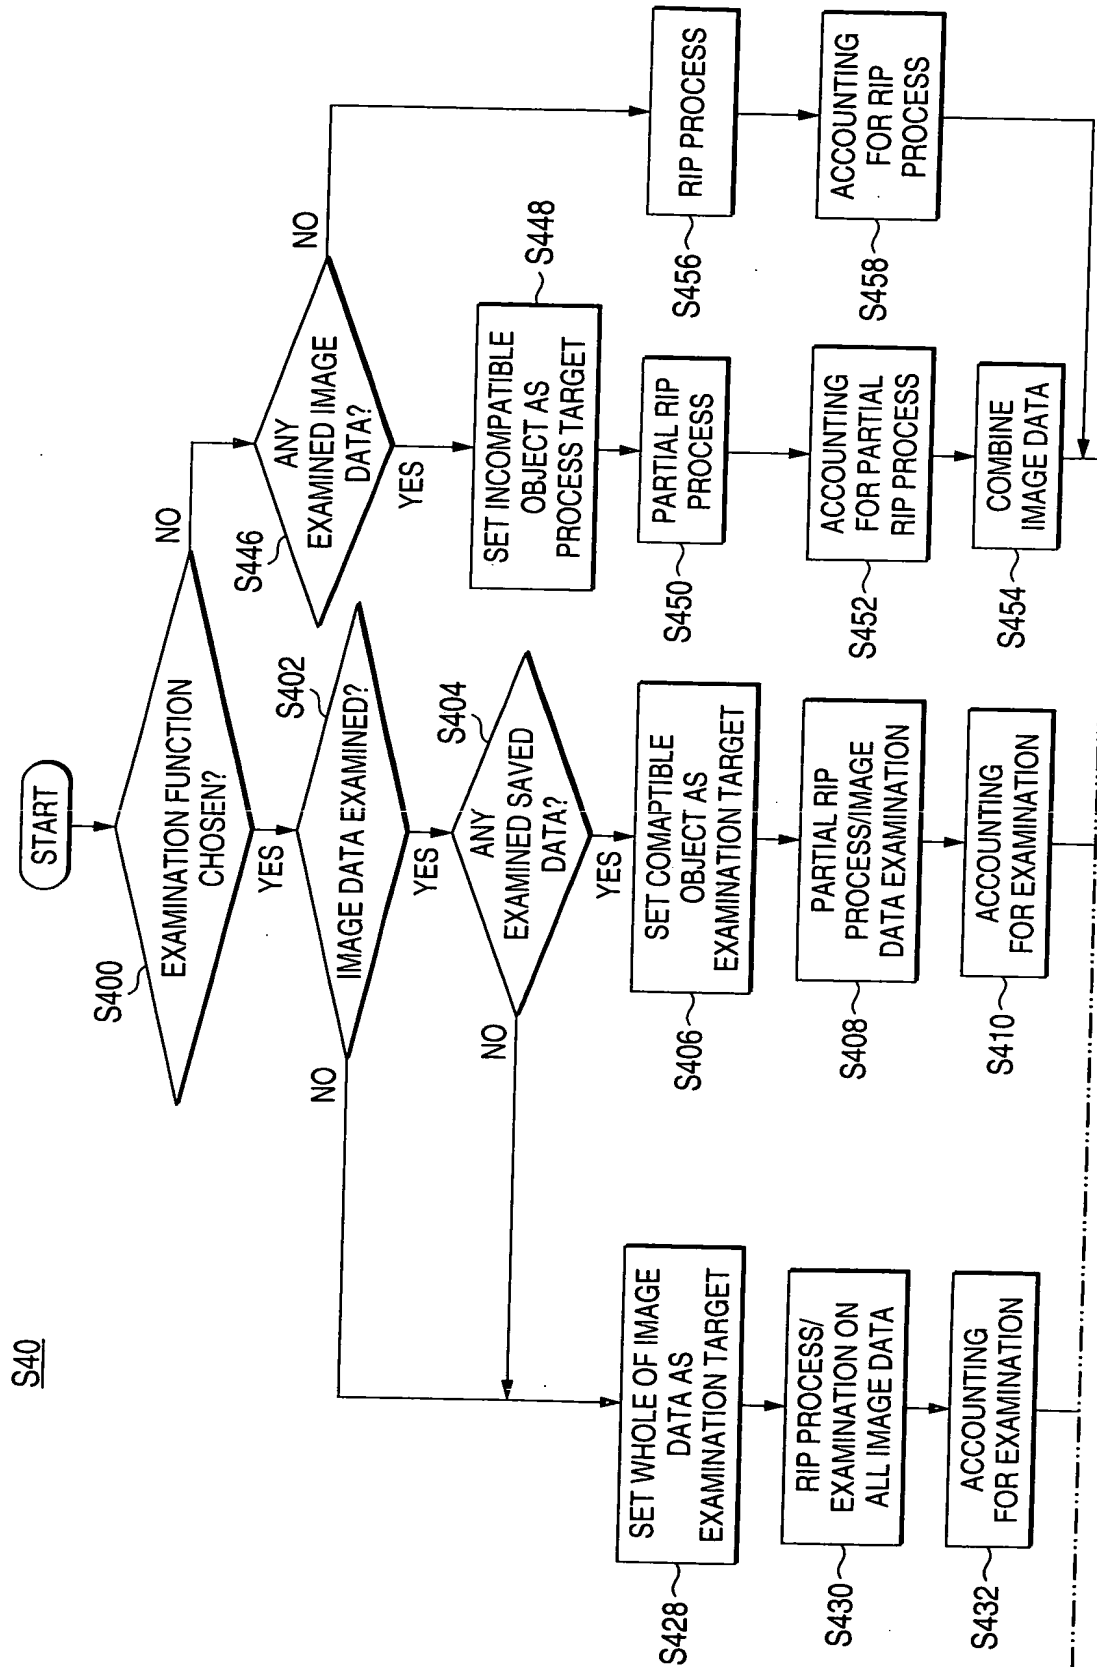 S40
START
S400
EXAMINATION FUNCTION
CHOSEN?
NO
YES
S402
IMAGE DATA EXAMINED?
NO
YES
S404
ANY
EXAMINED SAVED
DATA?
NO
YES
S406
SET COMAPTIBLE
OBJECT AS
EXAMINATION TARGET
S408
PARTIAL RIP
PROCESS/IMAGE
DATA EXAMINATION
S410
ACCOUNTING
FOR EXAMINATION
S428
SET WHOLE OF IMAGE
DATA AS
EXAMINATION TARGET
S430
RIP PROCESS/
EXAMINATION ON
ALL IMAGE DATA
S432
ACCOUNTING
FOR EXAMINATION
S446
ANY
EXAMINED IMAGE
DATA?
NO
YES
S448
SET INCOMPATIBLE
OBJECT AS
PROCESS TARGET
S450
PARTIAL RIP
PROCESS
S452
ACCOUNTING
FOR PARTIAL
RIP PROCESS
S454
COMBINE
IMAGE DATA
S456
RIP PROCESS
S458
ACCOUNTING
FOR RIP
PROCESS